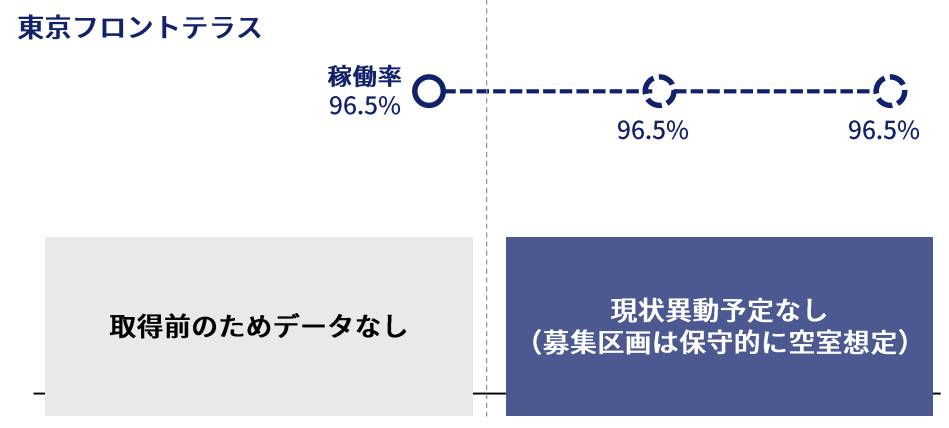 東京フロントテラス
稼働率
96.5%
96.5%
96.5%
取得前のためデータなし
現状異動予定なし
（募集区画は保守的に空室想定）